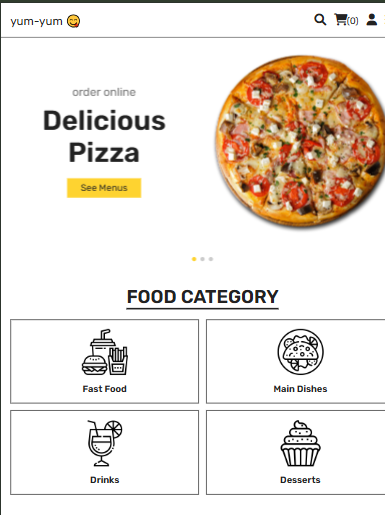 yum-yum 😋
(0)
order online
Delicious
Pizza
See Menus
FOOD CATEGORY
Fast Food
Main Dishes
Drinks
Desserts